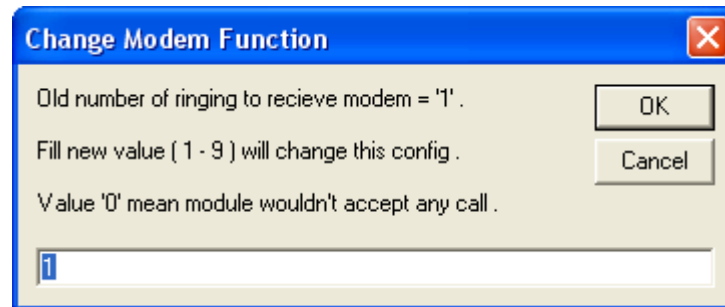 Change Modem Function
Old number of ringing to recieve modem = '1' .
OK
Fill new value ( 1 - 9 ) will change this config .
Cancel
Value '0' mean module wouldn't accept any call .
1